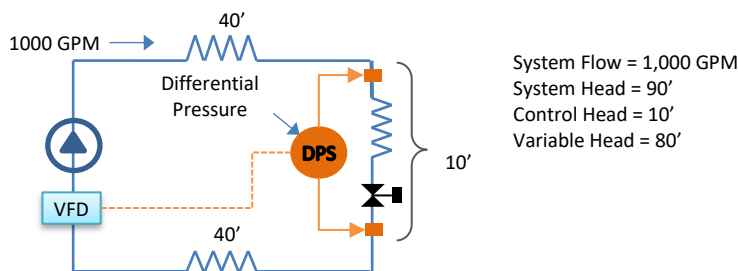 40’
1000 GPM
Differential
Pressure
DPS
10’
VFD
40’
System Flow = 1,000 GPM
System Head = 90’
Control Head = 10’
Variable Head = 80’